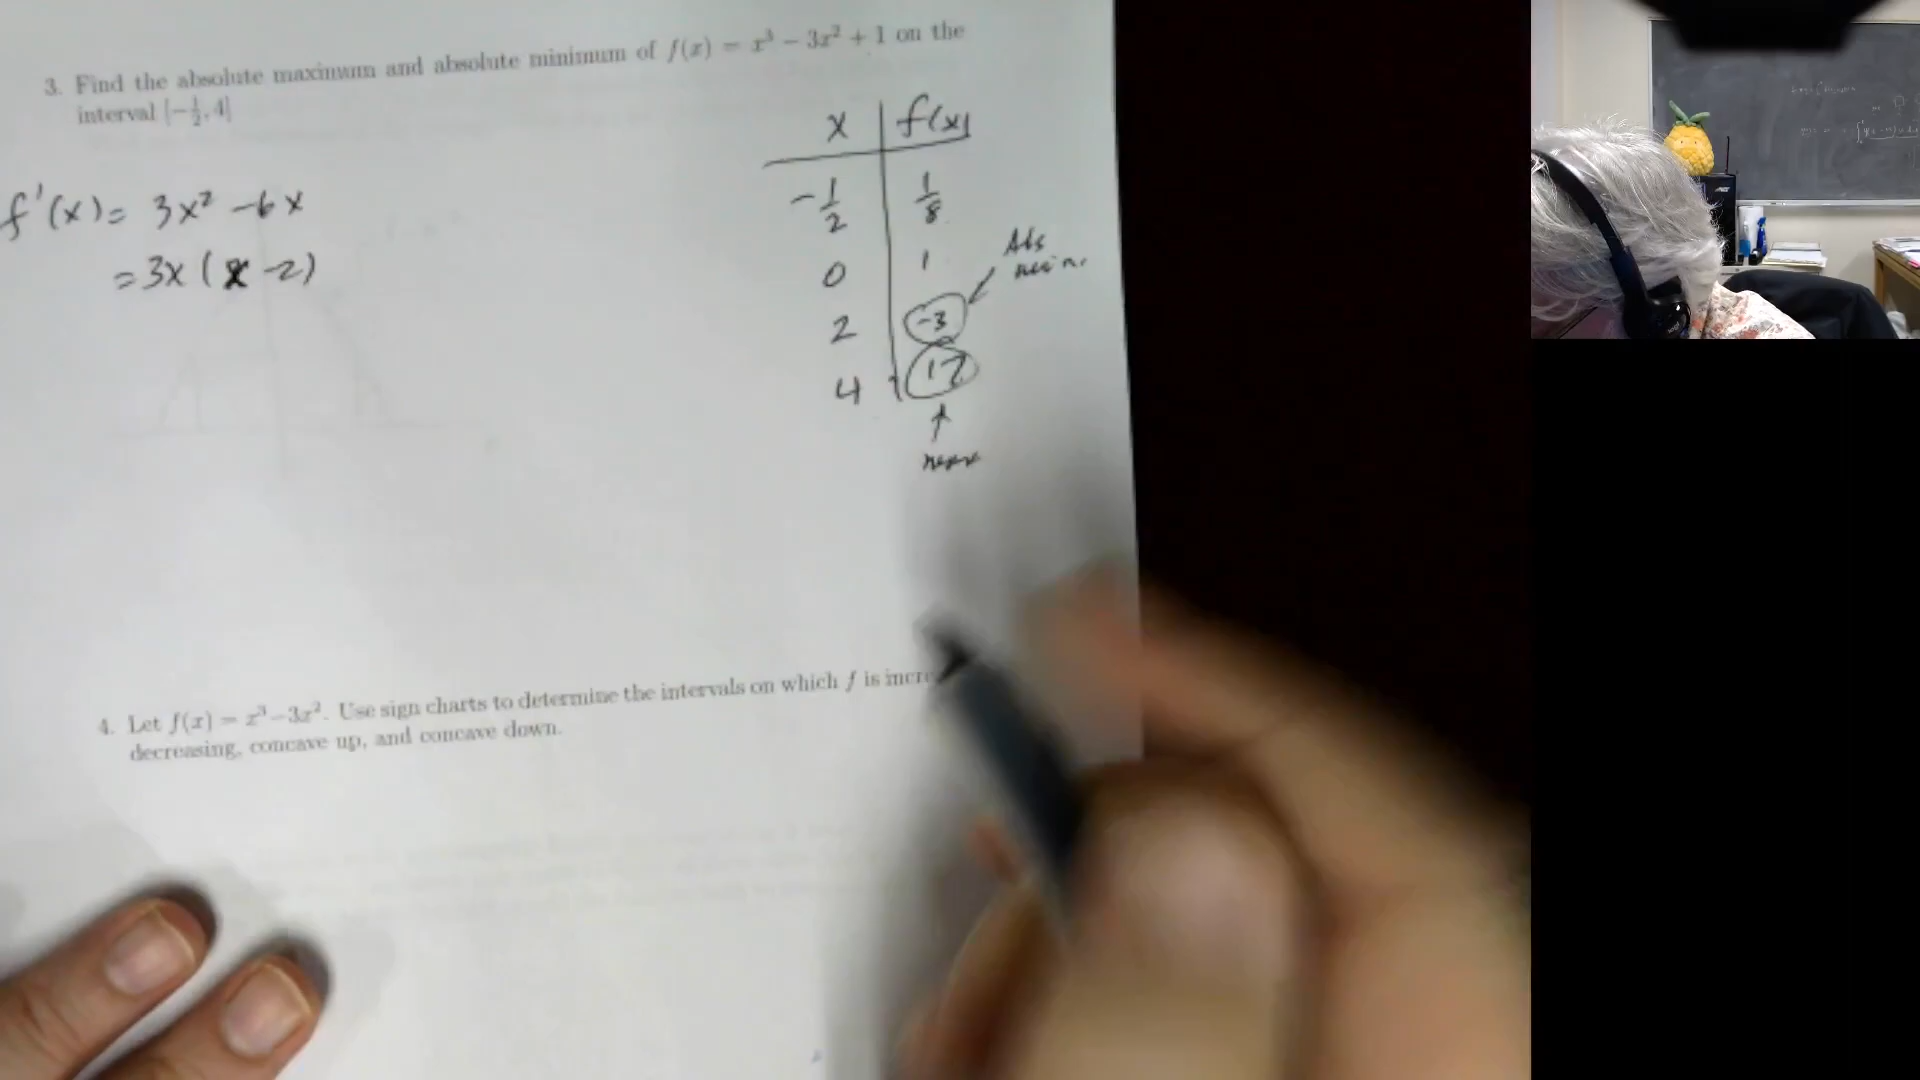 3. Find the absolute maximum and absolute minimum of f(x) = x³ − 3x² + 1 on the
interval [−1/2, 4]
f'(x) = 3x² − 6x
= 3x (x − 2)
x | f(x)
−1/2 | 1/8
0 | 1
2 | −3
4 | 17
Abs
min.
4. Let f(x) = x³ − 3x². Use sign charts to determine the intervals on which f is incre
decreasing, concave up, and concave down.